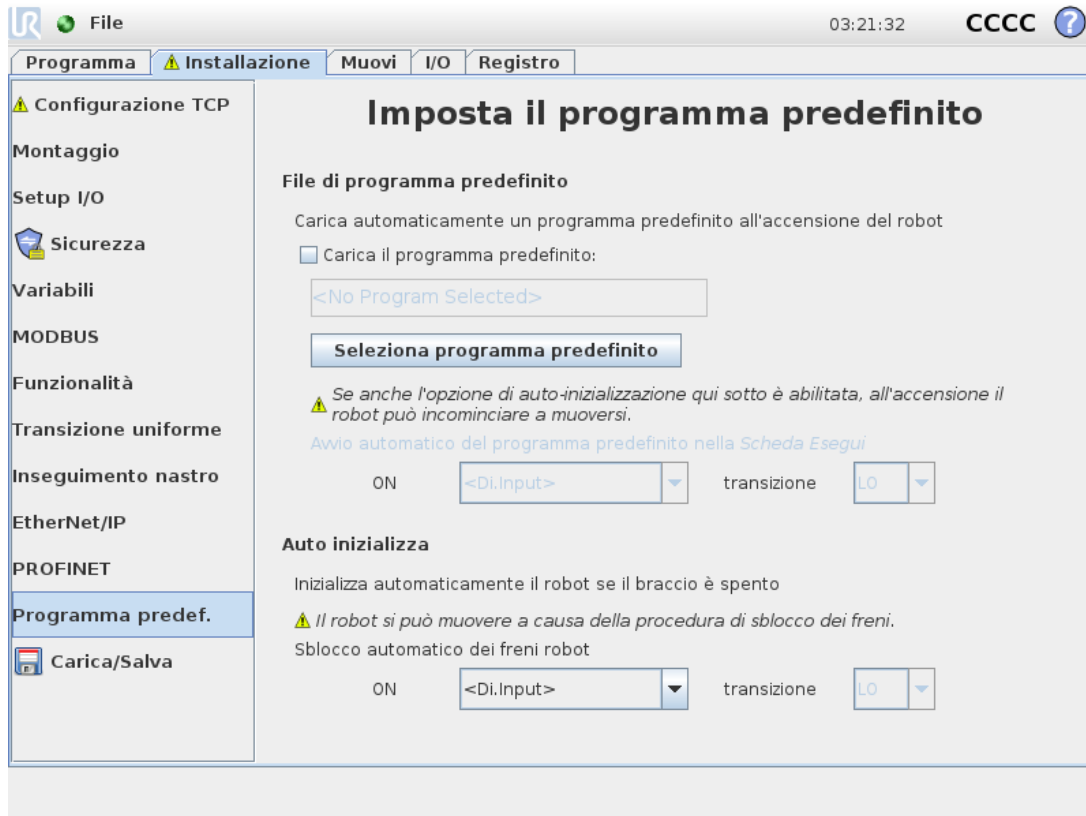 UR File 03:21:32 CCCC ?
Programma Installazione Muovi I/O Registro
Configurazione TCP
Montaggio
Setup I/O
Sicurezza
Variabili
MODBUS
Funzionalità
Transizione uniforme
Inseguimento nastro
EtherNet/IP
PROFINET
Programma predef.
Carica/Salva
Imposta il programma predefinito
File di programma predefinito
Carica automaticamente un programma predefinito all'accensione del robot
Carica il programma predefinito:
<No Program Selected>
Seleziona programma predefinito
Se anche l'opzione di auto-inizializzazione qui sotto è abilitata, all'accensione il
robot può incominciare a muoversi.
Avvio automatico del programma predefinito nella Scheda Esegui
ON <Di.Input> transizione LO
Auto inizializza
Inizializza automaticamente il robot se il braccio è spento
Il robot si può muovere a causa della procedura di sblocco dei freni.
Sblocco automatico dei freni robot
ON <Di.Input> transizione LO